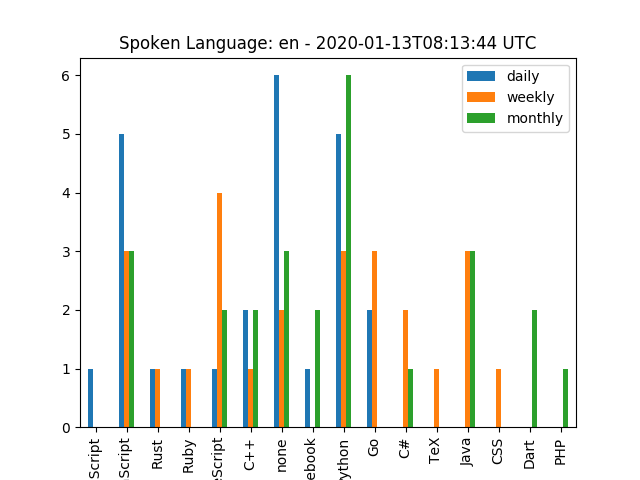 Spoken Language: en - 2020-01-13T08:13:44 UTC
daily
weekly
monthly
6
5
4
3
2
1
0
Script
Script
Rust
Ruby
Script
C++
none
ebook
ython
Go
C#
TeX
Java
CSS
Dart
PHP